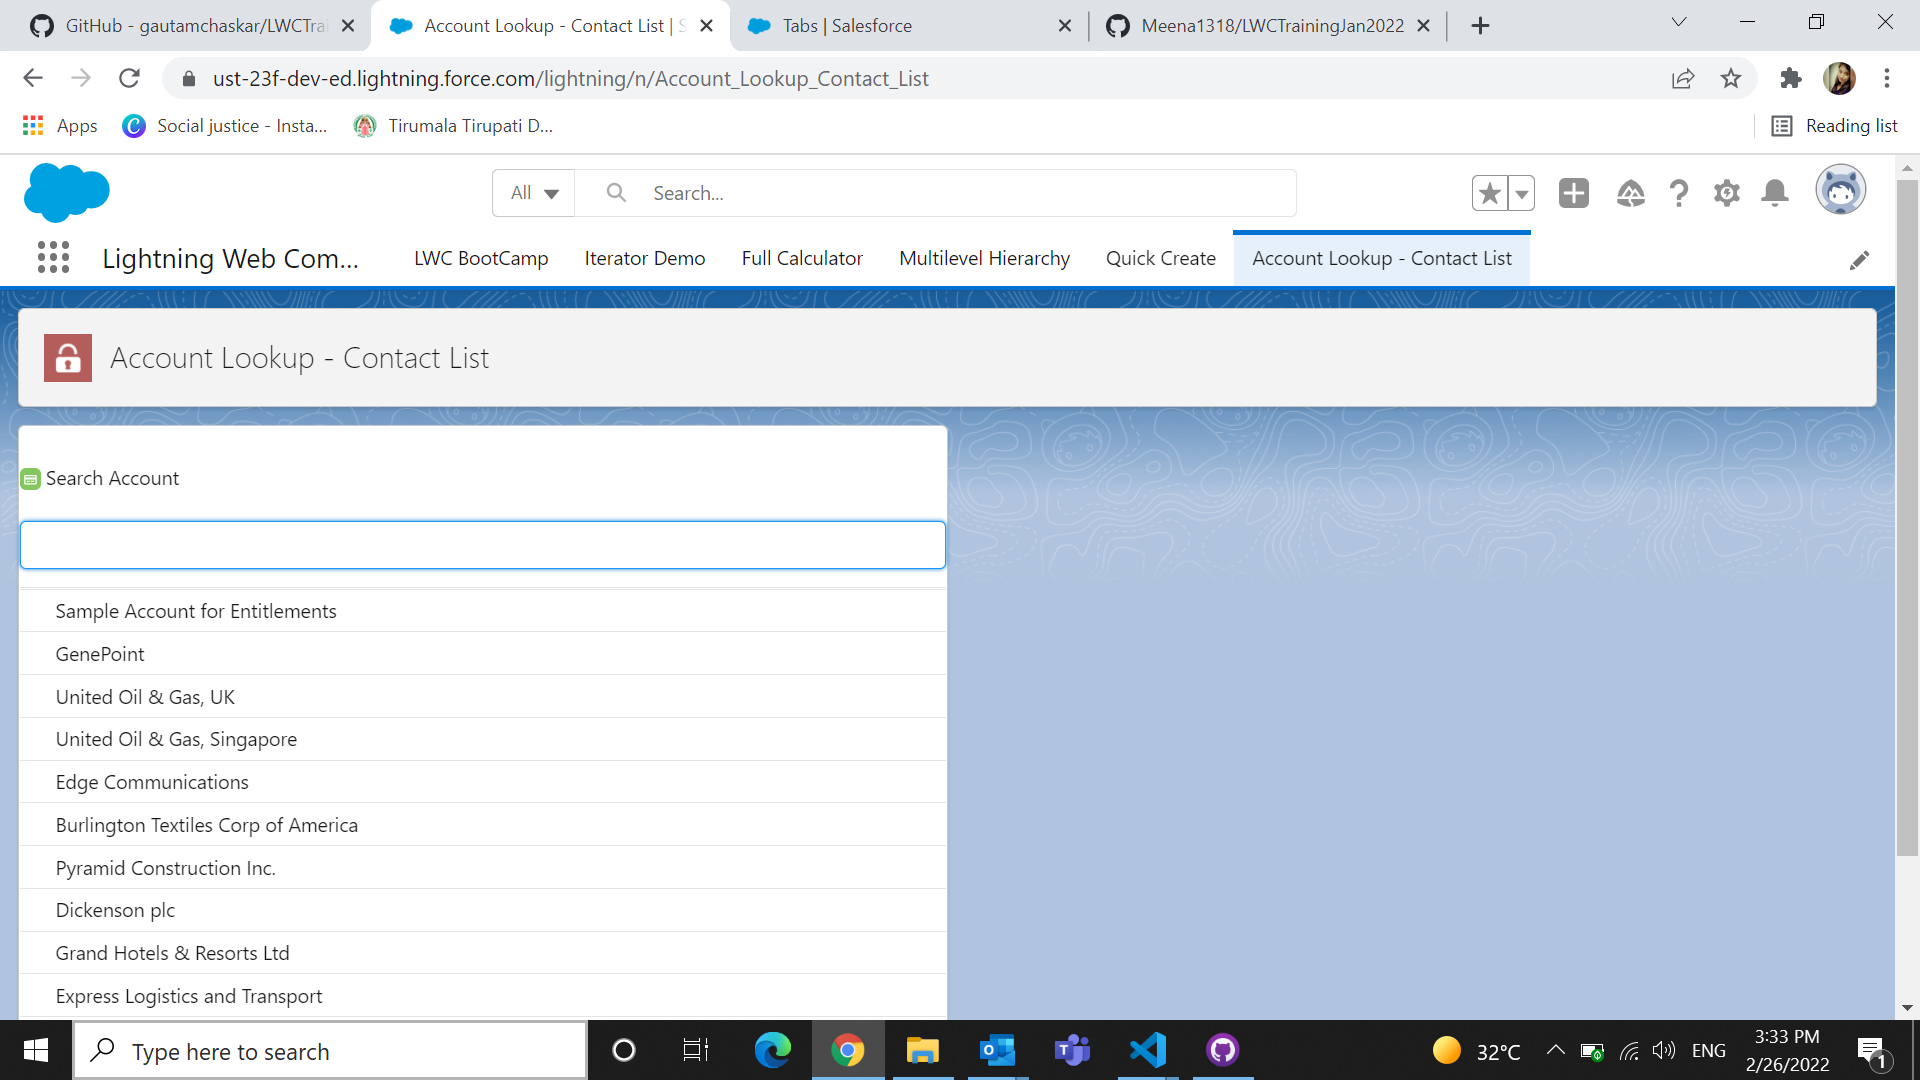 GitHub - gautamchaskar/LWCTrai
Account Lookup - Contact List | S
Tabs | Salesforce
Meena1318/LWCTrainingJan2022
ust-23f-dev-ed.lightning.force.com/lightning/n/Account_Lookup_Contact_List
Apps
Social justice - Insta...
Tirumala Tirupati D...
Reading list
All
Search...
Lightning Web Com...
LWC BootCamp
Iterator Demo
Full Calculator
Multilevel Hierarchy
Quick Create
Account Lookup - Contact List
Account Lookup - Contact List
Search Account
Sample Account for Entitlements
GenePoint
United Oil & Gas, UK
United Oil & Gas, Singapore
Edge Communications
Burlington Textiles Corp of America
Pyramid Construction Inc.
Dickenson plc
Grand Hotels & Resorts Ltd
Express Logistics and Transport
Type here to search
32°C
ENG
3:33 PM
2/26/2022
1